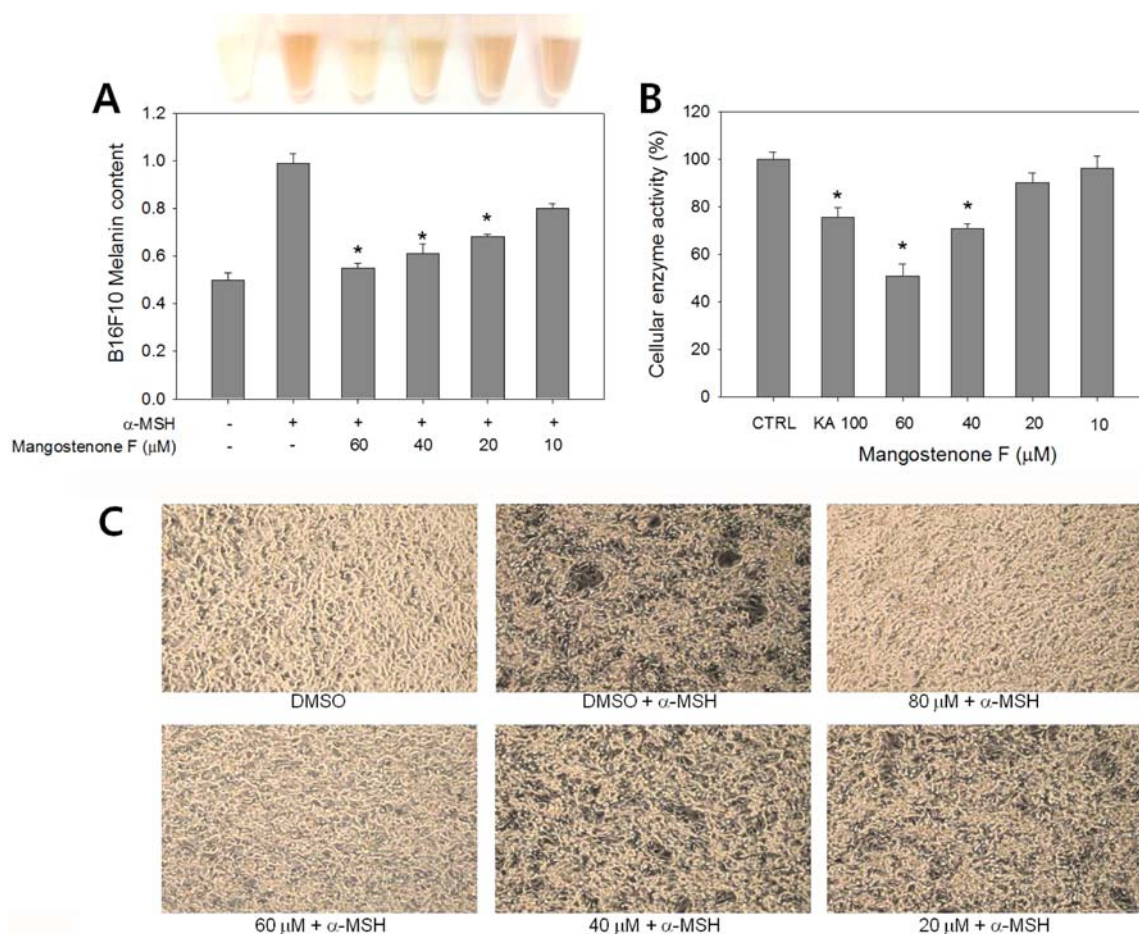 A
1.2
1.0
0.8
0.6
0.4
0.2
0.0
B16F10 Melanin content
* * *
- + + + + +
α-MSH
Mangostenone F (μM)
- - 60 40 20 10
B
120
100
80
60
40
20
0
Cellular enzyme activity (%)
* * *
CTRL KA 100 60 40 20 10
Mangostenone F (μM)
C
DMSO
DMSO + α-MSH
80 μM + α-MSH
60 μM + α-MSH
40 μM + α-MSH
20 μM + α-MSH